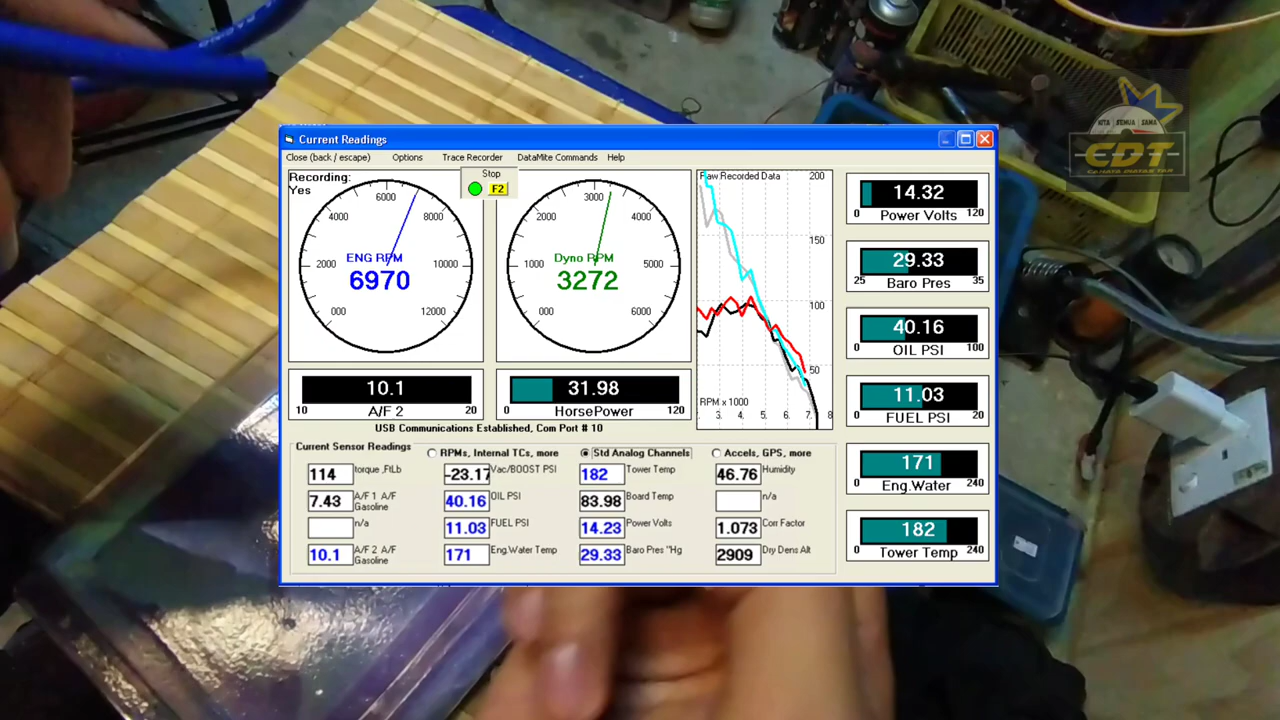 Current Readings
Close (back / escape) Options Trace Recorder DataMite Commands Help
Recording:
Yes
Stop
F2
6000
4000 8000
2000 10000
000 12000
ENG RPM
6970
3000
2000 4000
1000 5000
000 6000
Dyno RPM
3272
Raw Recorded Data
200
150
100
50
RPM x 1000
2. 3. 4. 5. 6. 7. 8
10.1
10 A/F 2 20
31.98
0 HorsePower 120
USB Communications Established, Com Port # 10
14.32
0 Power Volts 120
29.33
25 Baro Pres 35
40.16
0 OIL PSI 100
11.03
0 FUEL PSI 20
171
0 Eng.Water 240
182
0 Tower Temp 240
Current Sensor Readings
RPMs, Internal TCs, more
Std Analog Channels
Accels, GPS, more
114 torque ,FtLb
-23.17 Vac/BOOST PSI
182 Tower Temp
46.76 Humidity
7.43 A/F 1 A/F
Gasoline
40.16 OIL PSI
83.98 Board Temp
n/a
n/a
11.03 FUEL PSI
14.23 Power Volts
1.073 Corr Factor
10.1 A/F 2 A/F
Gasoline
171 Eng.Water Temp
29.33 Baro Pres "Hg
2909 Dry Dens Alt
KITA SEMUA SAMA
CDT